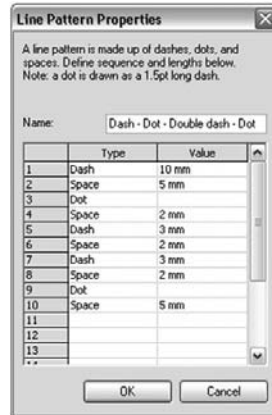 Line Pattern Properties
A line pattern is made up of dashes, dots, and
spaces. Define sequence and lengths below.
Note: a dot is drawn as a 1.5pt long dash.
Name: Dash - Dot - Double dash - Dot
Type Value
1 Dash 10 mm
2 Space 5 mm
3 Dot
4 Space 2 mm
5 Dash 3 mm
6 Space 2 mm
7 Dash 3 mm
8 Space 2 mm
9 Dot
10 Space 5 mm
11
12
13
OK Cancel